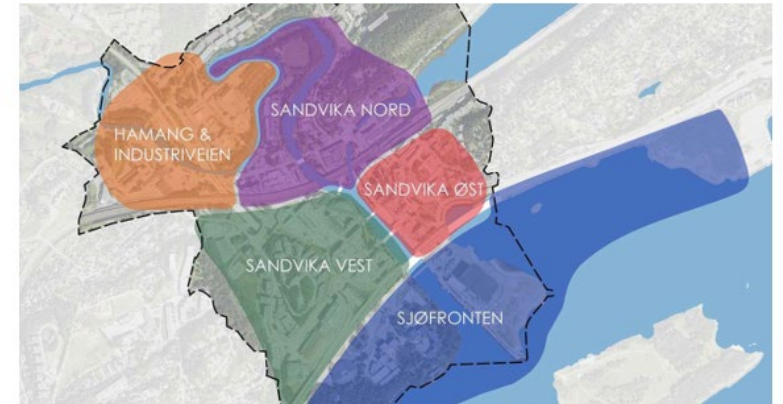 SANDVIKA NORD
HAMANG &
INDUSTRIVEIEN
SANDVIKA ØST
SANDVIKA VEST
SJØFRONTEN